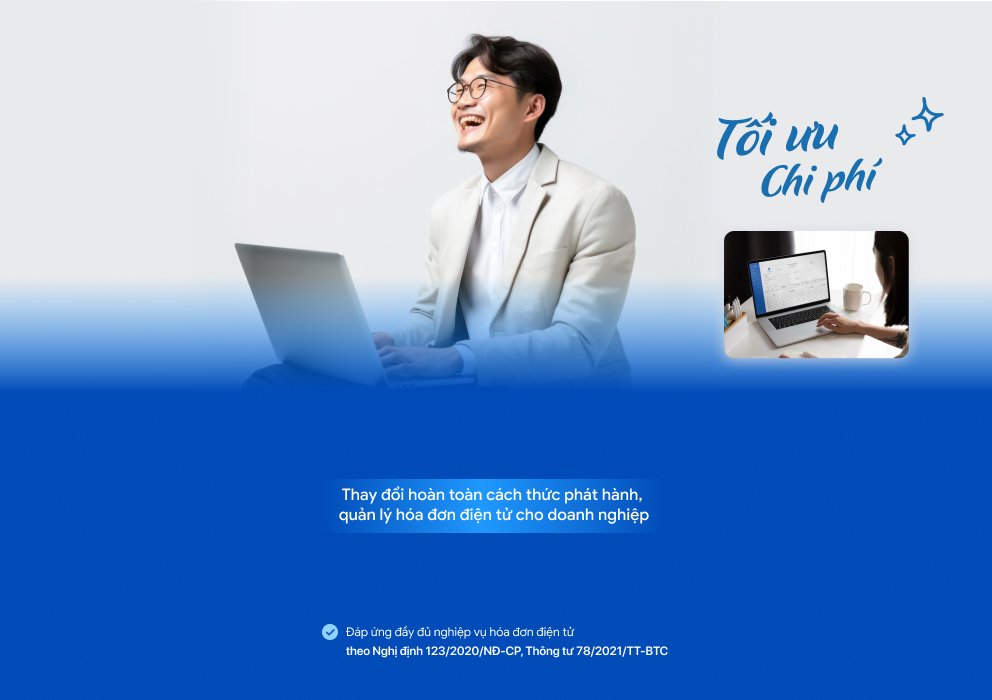 Tối ưu
Chi phí
Thay đổi hoàn toàn cách thức phát hành,
quản lý hóa đơn điện tử cho doanh nghiệp
Đáp ứng đầy đủ nghiệp vụ hóa đơn điện tử
theo Nghị định 123/2020/NĐ-CP, Thông tư 78/2021/TT-BTC